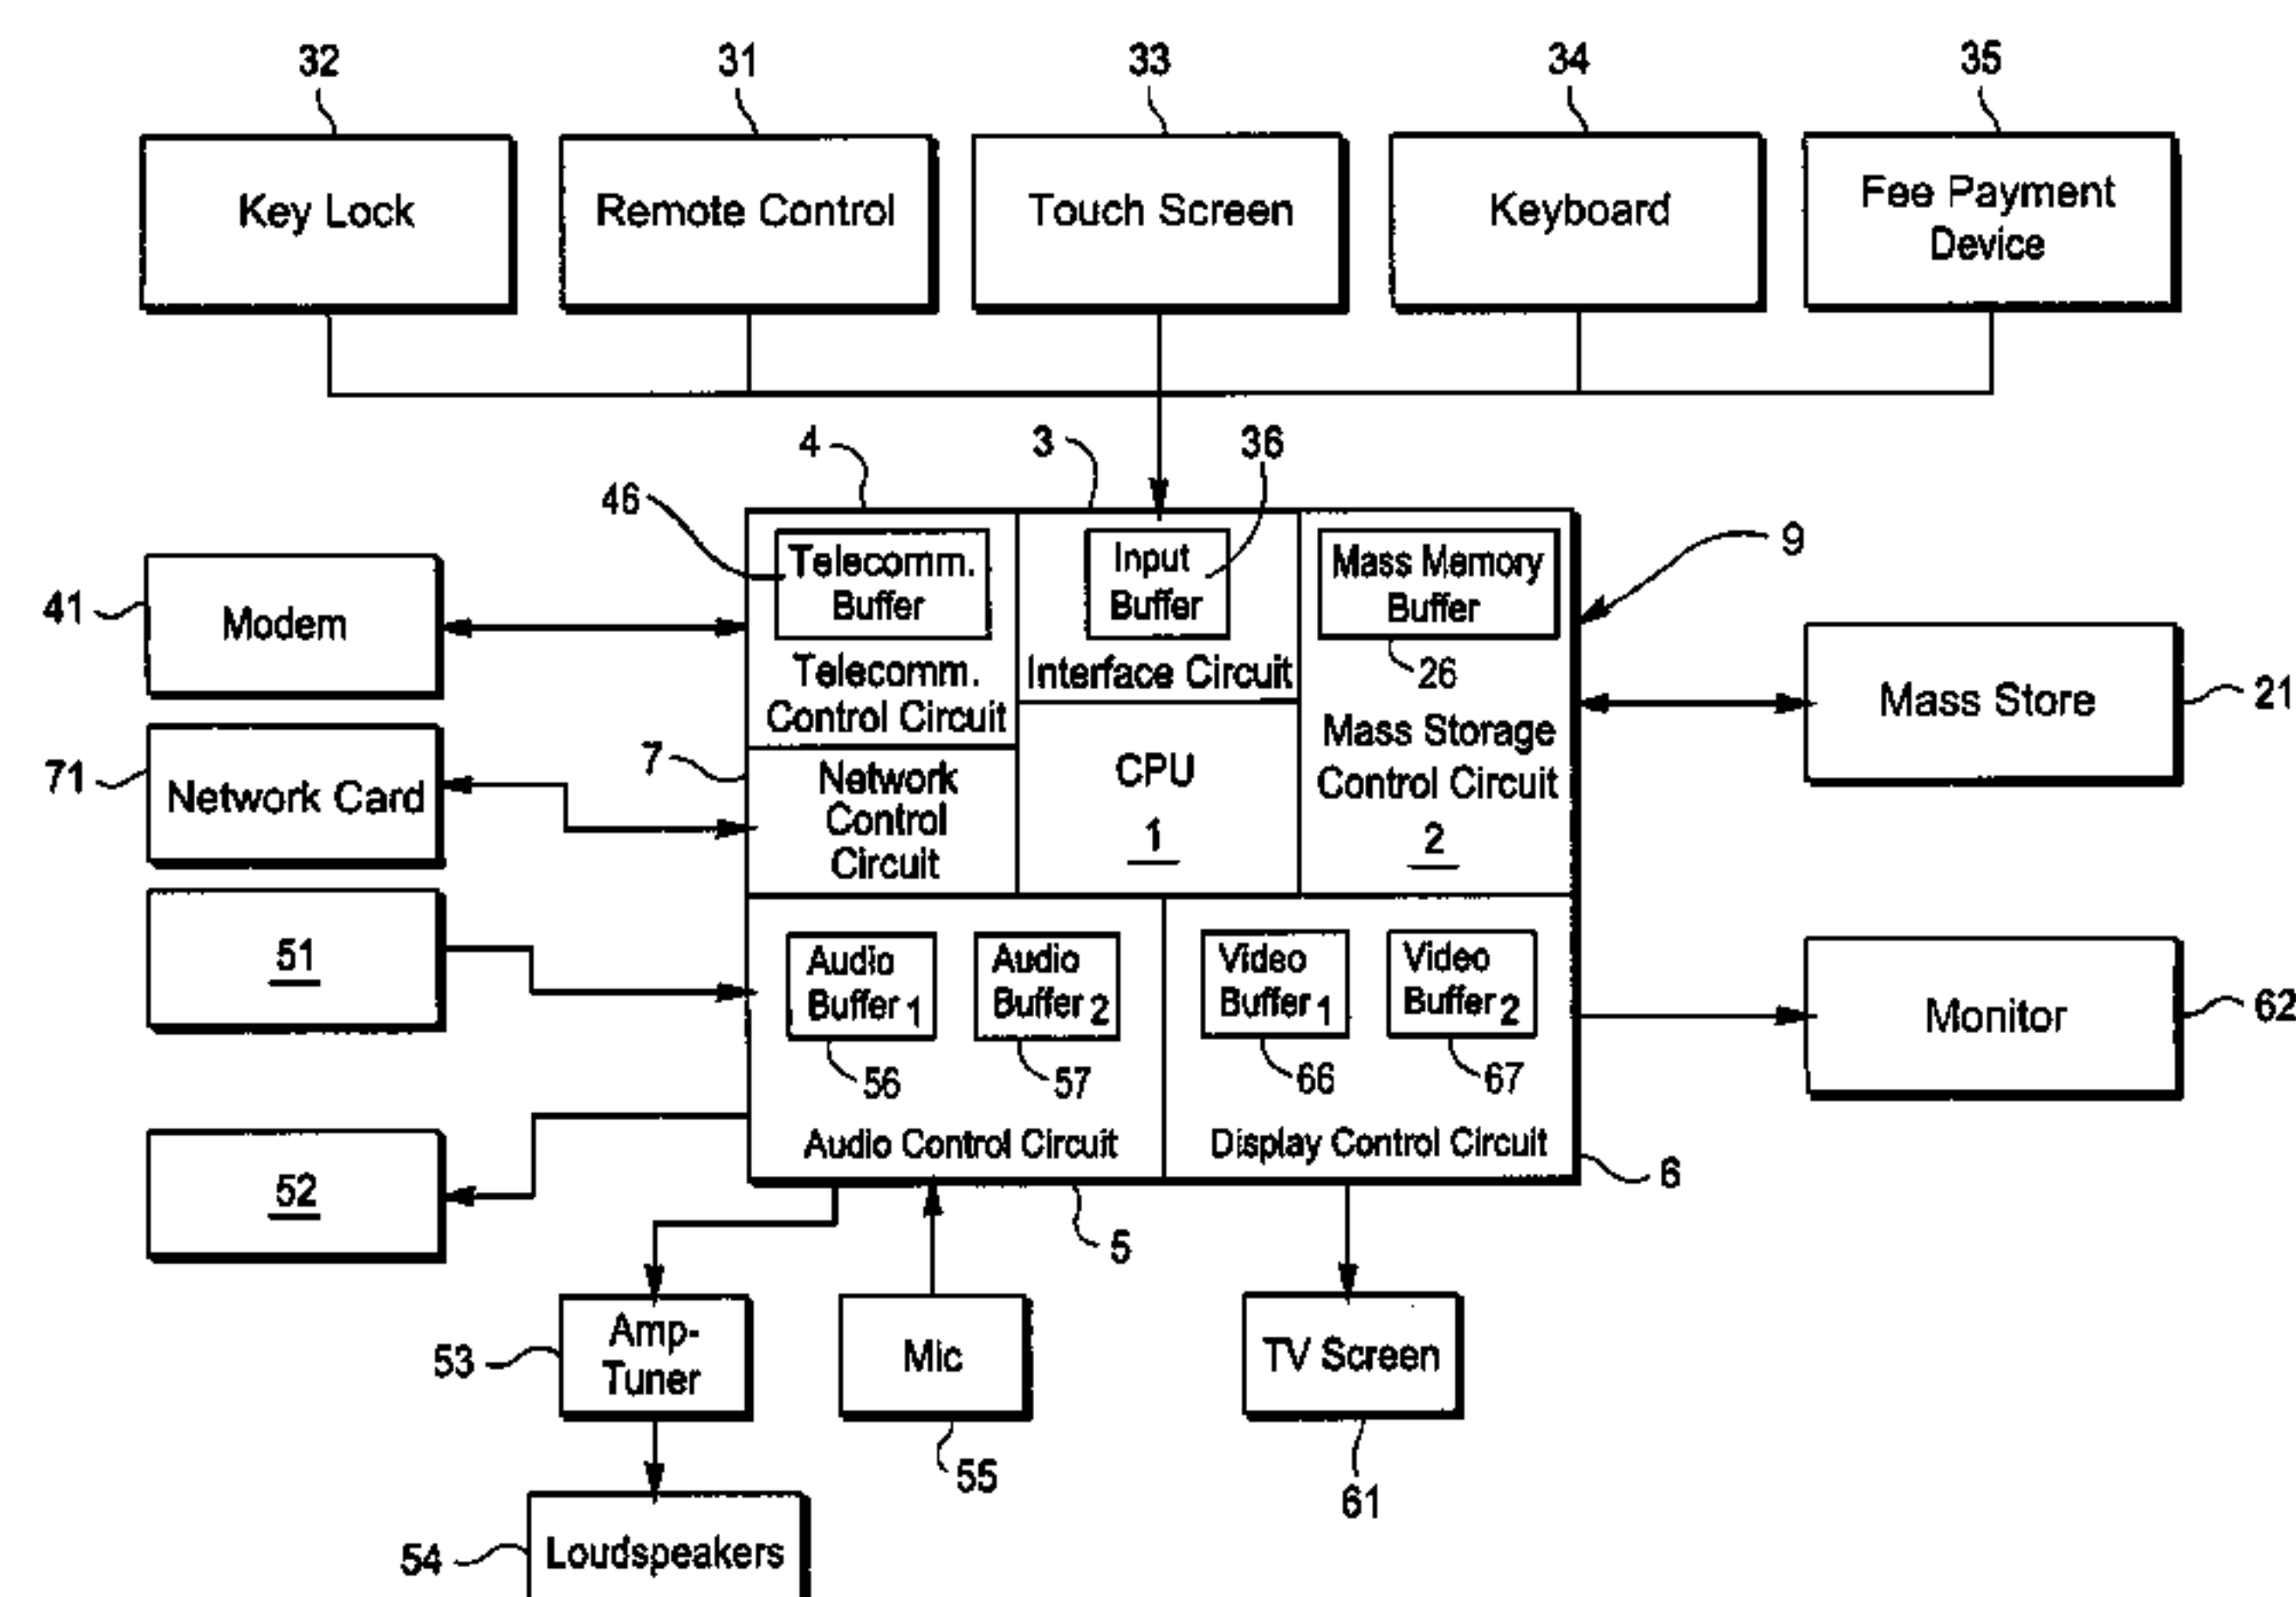 32
31
33
34
35
Key Lock
Remote Control
Touch Screen
Keyboard
Fee Payment
Device
4
3
36
46
9
Telecomm.
Buffer
Input
Buffer
Mass Memory
Buffer
41
Modem
26
Telecomm.
Control Circuit
Interface Circuit
Mass Storage
Control Circuit
2
Mass Store
21
7
71
Network Card
Network
Control
Circuit
CPU
1
51
Audio
Buffer 1
Audio
Buffer 2
Video
Buffer 1
Video
Buffer 2
Monitor
62
56
57
66
67
Audio Control Circuit
Display Control Circuit
52
6
5
53
Amp-
Tuner
Mic
TV Screen
55
61
54
Loudspeakers